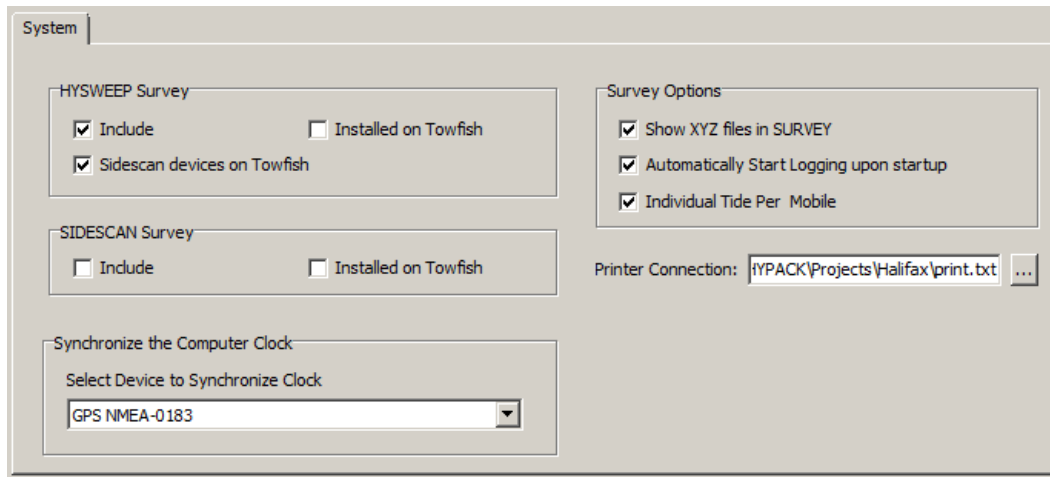 System
HYSWEEP Survey
Include
Installed on Towfish
Sidescan devices on Towfish
SIDESCAN Survey
Include
Installed on Towfish
Synchronize the Computer Clock
Select Device to Synchronize Clock
GPS NMEA-0183
Survey Options
Show XYZ files in SURVEY
Automatically Start Logging upon startup
Individual Tide Per Mobile
Printer Connection: HYPACK\Projects\Halifax\print.txt ...